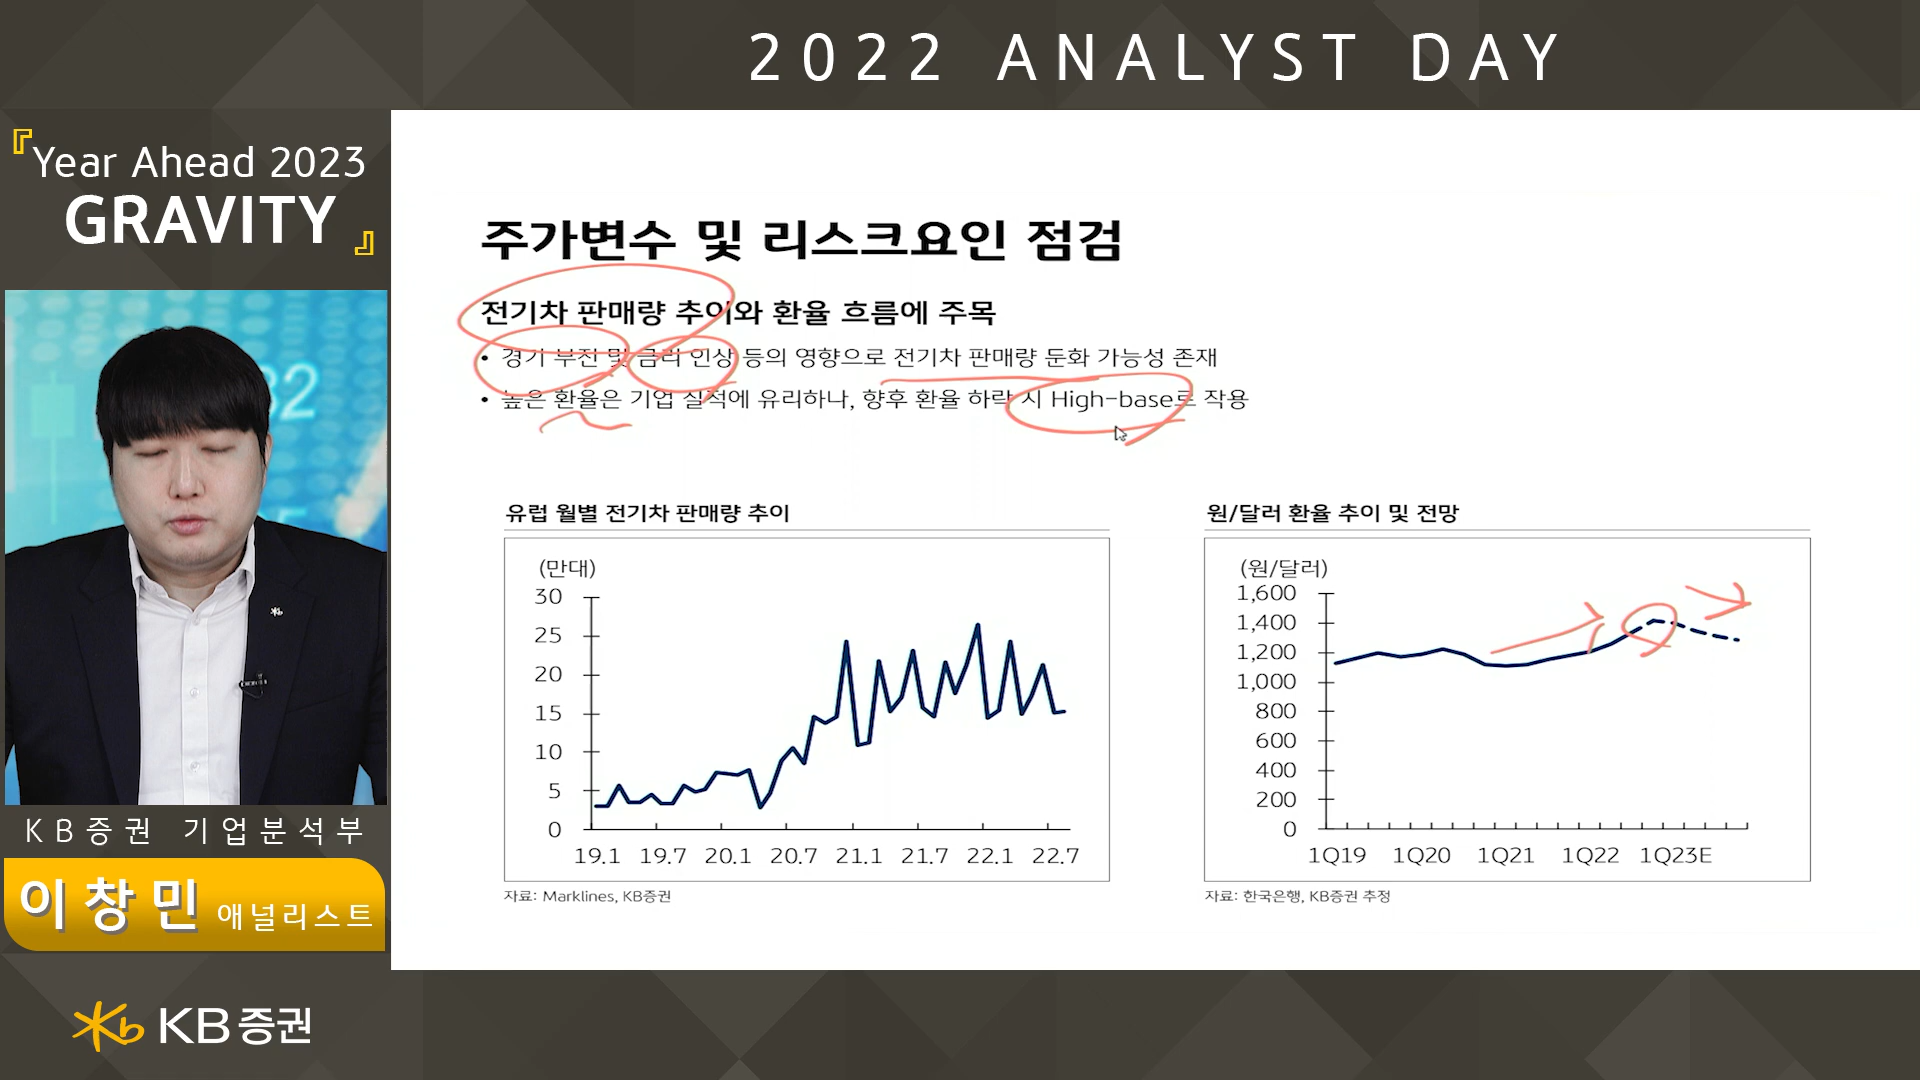 2022 ANALYST DAY
『Year Ahead 2023
GRAVITY』
주가변수 및 리스크요인 점검
전기차 판매량 추이와 환율 흐름에 주목
• 경기 부진 및 금리 인상 등의 영향으로 전기차 판매량 둔화 가능성 존재
• 높은 환율은 기업 실적에 유리하나, 향후 환율 하락 시 High-base로 작용
유럽 월별 전기차 판매량 추이
(만대)
30
25
20
15
10
5
0
19.1 19.7 20.1 20.7 21.1 21.7 22.1 22.7
자료: Marklines, KB증권
원/달러 환율 추이 및 전망
(원/달러)
1,600
1,400
1,200
1,000
800
600
400
200
0
1Q19 1Q20 1Q21 1Q22 1Q23E
자료: 한국은행, KB증권 추정
KB증권 기업분석부
이창민 애널리스트
KB증권